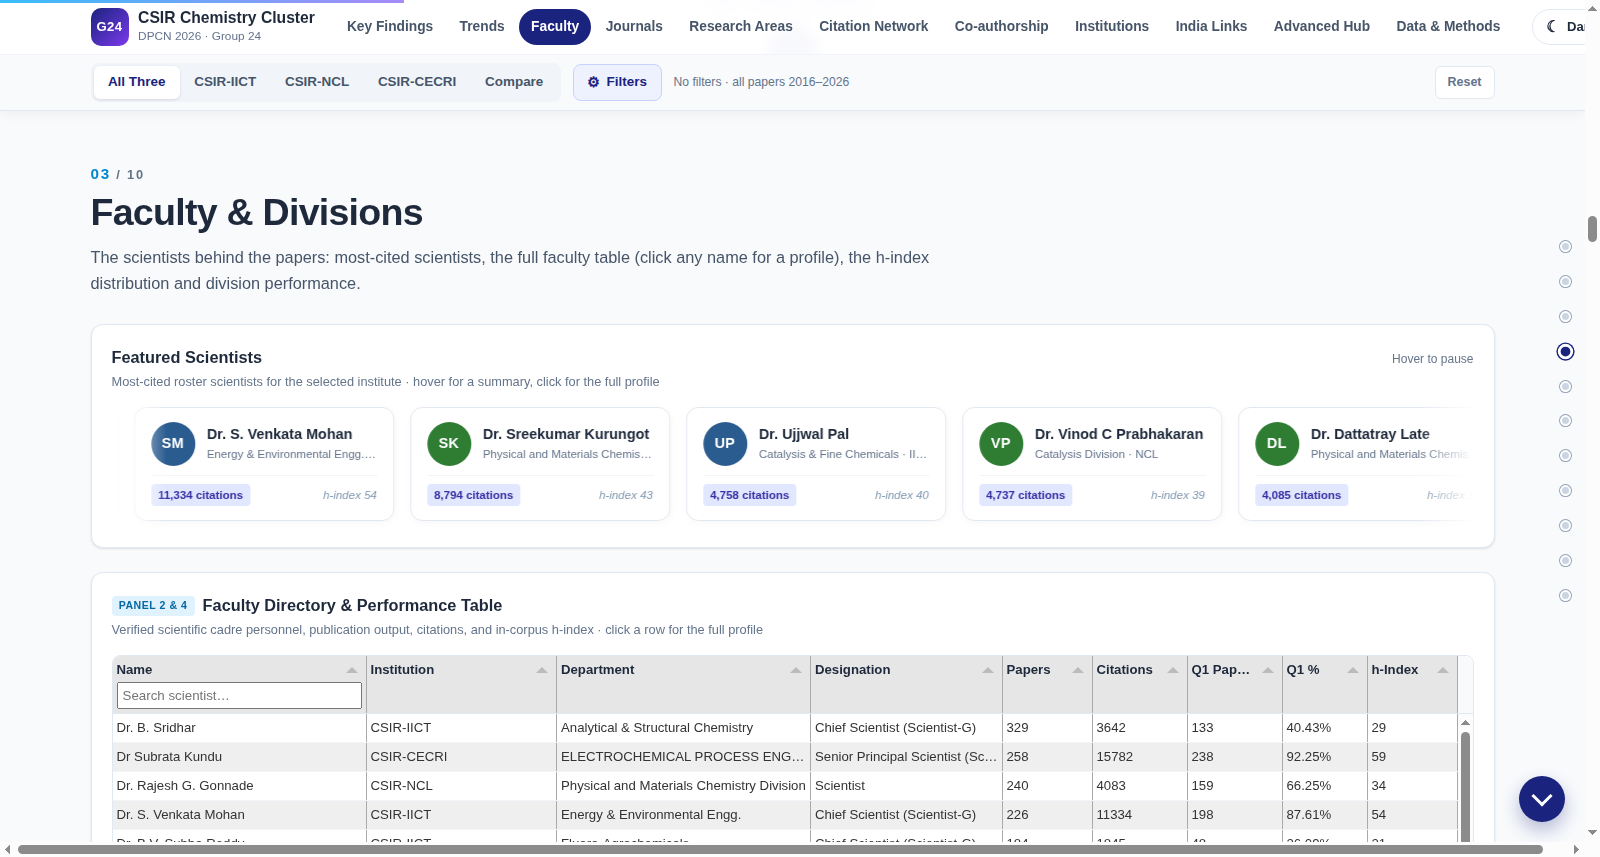 G24
CSIR Chemistry Cluster
DPCN 2026 · Group 24
Key Findings
Trends
Faculty
Journals
Research Areas
Citation Network
Co-authorship
Institutions
India Links
Advanced Hub
Data & Methods
All Three
CSIR-IICT
CSIR-NCL
CSIR-CECRI
Compare
⚙ Filters
No filters · all papers 2016–2026
Reset
03 / 10
Faculty & Divisions
The scientists behind the papers: most-cited scientists, the full faculty table (click any name for a profile), the h-index
distribution and division performance.
Featured Scientists
Hover to pause
Most-cited roster scientists for the selected institute · hover for a summary, click for the full profile
SM
Dr. S. Venkata Mohan
Energy & Environmental Engg....
11,334 citations
h-index 54
SK
Dr. Sreekumar Kurungot
Physical and Materials Chemis...
8,794 citations
h-index 43
UP
Dr. Ujjwal Pal
Catalysis & Fine Chemicals · II...
4,758 citations
h-index 40
VP
Dr. Vinod C Prabhakaran
Catalysis Division · NCL
4,737 citations
h-index 39
DL
Dr. Dattatray Late
Physical and Materials Chemis
4,085 citations
h-index
PANEL 2 & 4
Faculty Directory & Performance Table
Verified scientific cadre personnel, publication output, citations, and in-corpus h-index · click a row for the full profile
Name Institution Department Designation Papers Citations Q1 Pap... Q1 % h-Index
Search scientist...
Dr. B. Sridhar CSIR-IICT Analytical & Structural Chemistry Chief Scientist (Scientist-G) 329 3642 133 40.43% 29
Dr Subrata Kundu CSIR-CECRI ELECTROCHEMICAL PROCESS ENG... Senior Principal Scientist (Sc... 258 15782 238 92.25% 59
Dr. Rajesh G. Gonnade CSIR-NCL Physical and Materials Chemistry Division Scientist 240 4083 159 66.25% 34
Dr. S. Venkata Mohan CSIR-IICT Energy & Environmental Engg. Chief Scientist (Scientist-G) 226 11334 198 87.61% 54